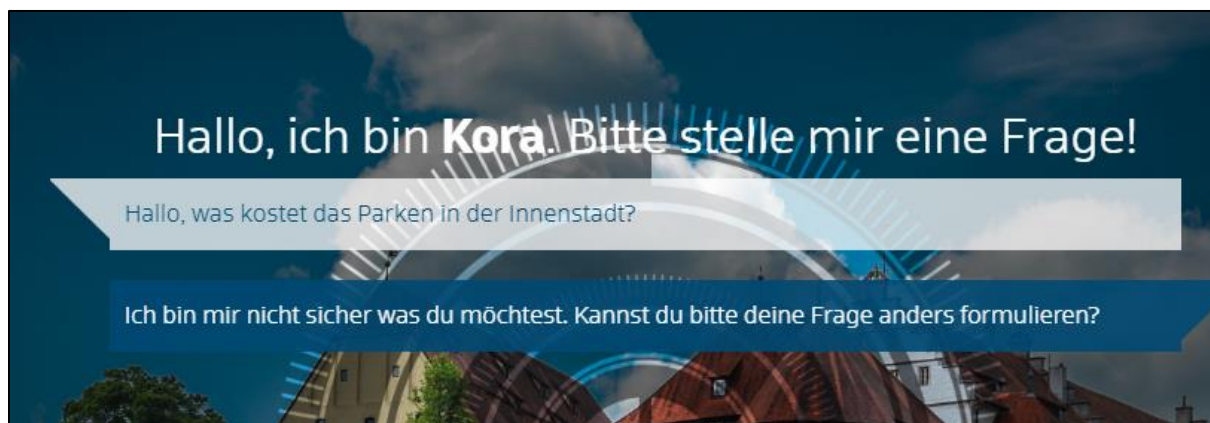 Hallo, ich bin Kora. Bitte stelle mir eine Frage!
Hallo, was kostet das Parken in der Innenstadt?
Ich bin mir nicht sicher was du möchtest. Kannst du bitte deine Frage anders formulieren?